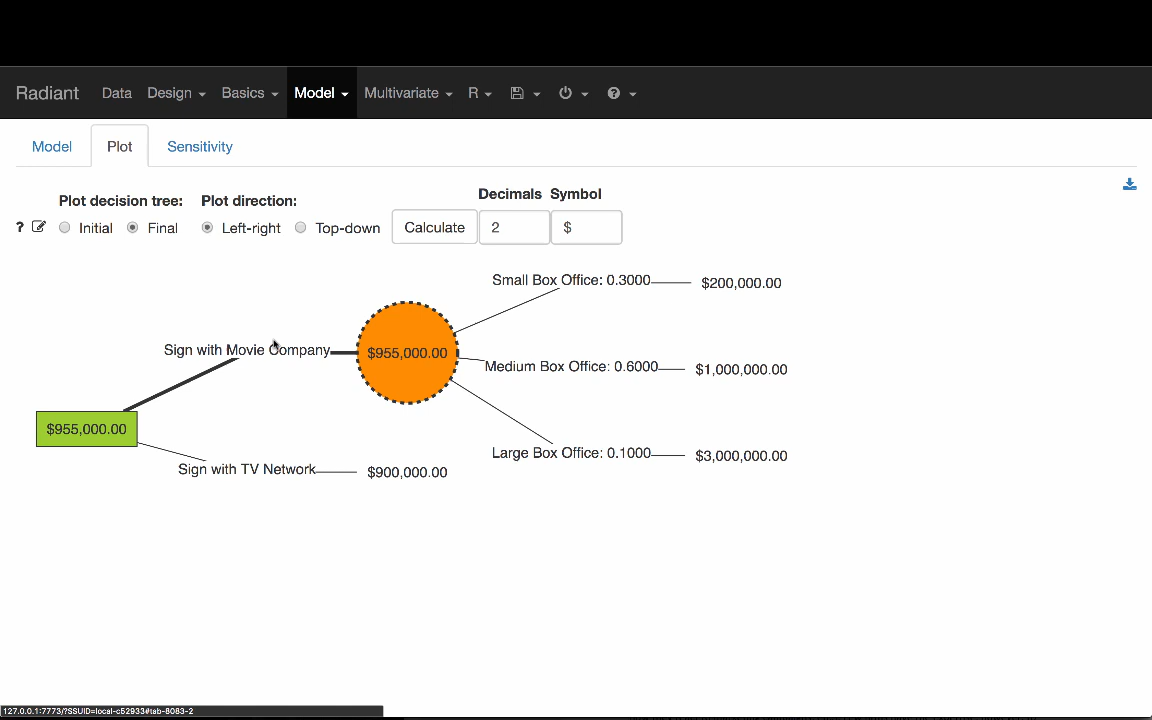 Radiant Data Design Basics Model Multivariate R
Model Plot Sensitivity
Decimals Symbol
Plot decision tree: Plot direction:
? Initial Final Left-right Top-down Calculate 2 $
Small Box Office: 0.3000 $200,000.00
Sign with Movie Company $955,000.00
Medium Box Office: 0.6000 $1,000,000.00
$955,000.00
Large Box Office: 0.1000 $3,000,000.00
Sign with TV Network $900,000.00
127.0.0.1:7773/?SSUID=local-c52933#tab-8083-2